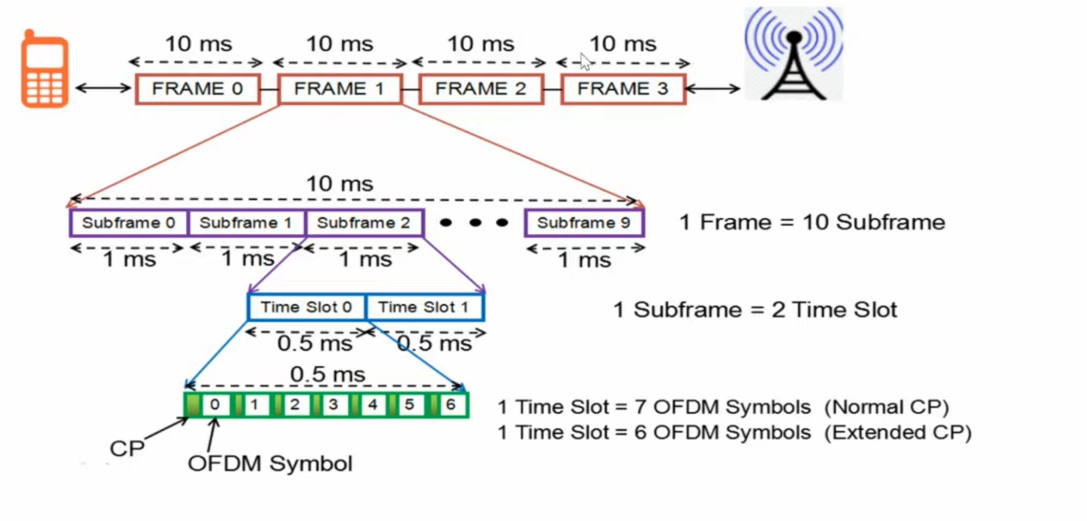 10 ms 10 ms 10 ms 10 ms
FRAME 0 FRAME 1 FRAME 2 FRAME 3
10 ms
Subframe 0 Subframe 1 Subframe 2 Subframe 9 1 Frame = 10 Subframe
1 ms 1 ms 1 ms 1 ms
Time Slot 0 Time Slot 1 1 Subframe = 2 Time Slot
0.5 ms 0.5 ms
0.5 ms
0 1 2 3 4 5 6 1 Time Slot = 7 OFDM Symbols (Normal CP)
1 Time Slot = 6 OFDM Symbols (Extended CP)
CP
OFDM Symbol